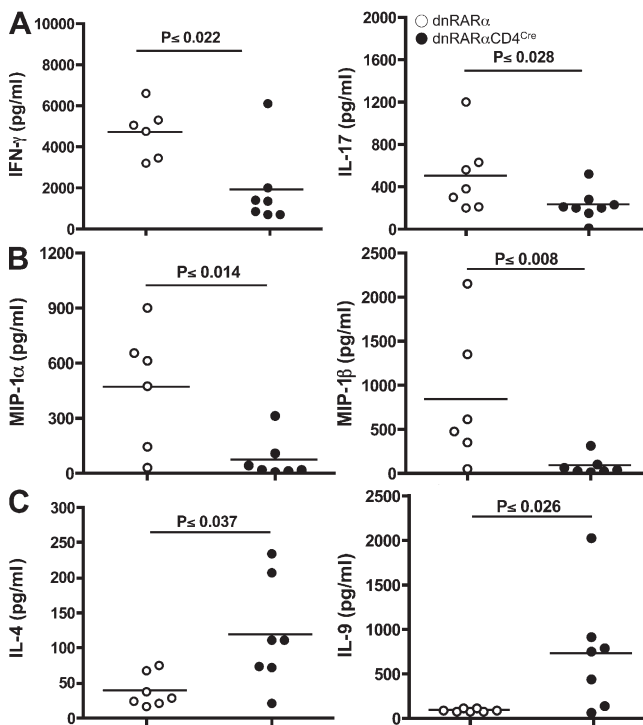 A
IFN-γ (pg/ml)
10000
8000
6000
4000
2000
0
P≤ 0.022
IL-17 (pg/ml)
2000
1600
1200
800
400
0
dnRARα
dnRARαCD4Cre
P≤ 0.028
B
MIP-1α (pg/ml)
1200
900
600
300
0
P≤ 0.014
MIP-1β (pg/ml)
2500
2000
1500
1000
500
0
P≤ 0.008
C
IL-4 (pg/ml)
300
250
200
150
100
50
0
P≤ 0.037
IL-9 (pg/ml)
2500
2000
1500
1000
500
0
P≤ 0.026